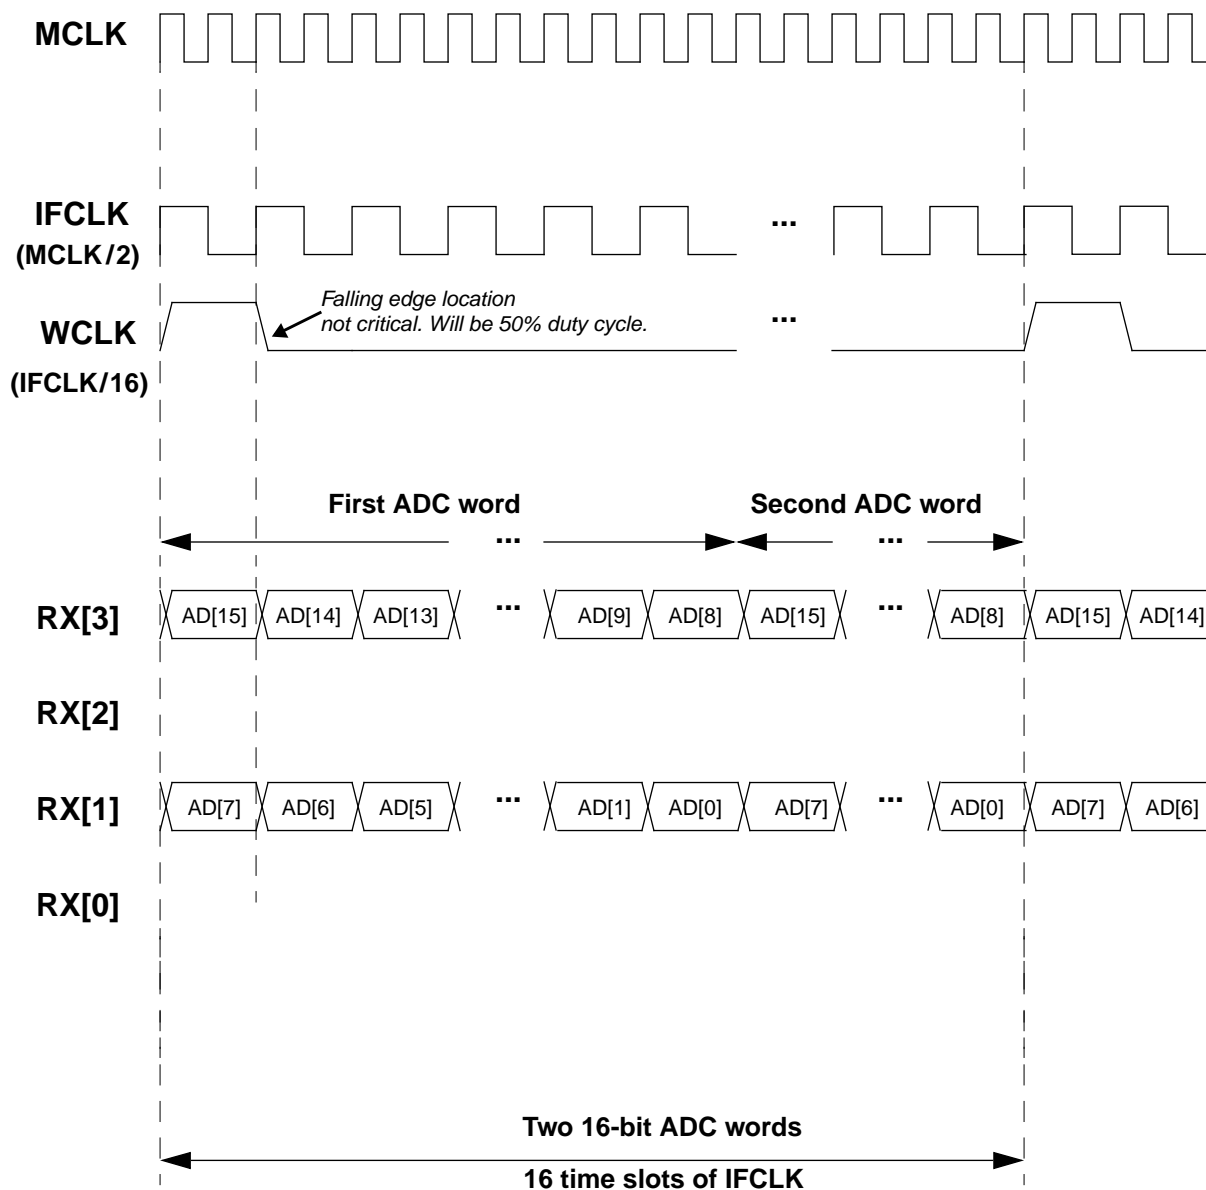 MCLK
IFCLK
(MCLK/2)
...
WCLK
(IFCLK/16)
Falling edge location
not critical. Will be 50% duty cycle.
...
First ADC word
Second ADC word
... ...
RX[3] AD[15] AD[14] AD[13] ... AD[9] AD[8] AD[15] ... AD[8] AD[15] AD[14]
RX[2]
RX[1] AD[7] AD[6] AD[5] ... AD[1] AD[0] AD[7] ... AD[0] AD[7] AD[6]
RX[0]
Two 16-bit ADC words
16 time slots of IFCLK